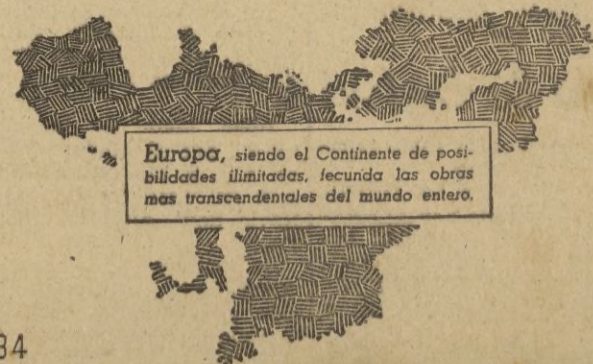 Europa, siendo el Continente de posi-
bilidades ilimitadas, fecunda las obras
mas transcendentales del mundo entero.
34